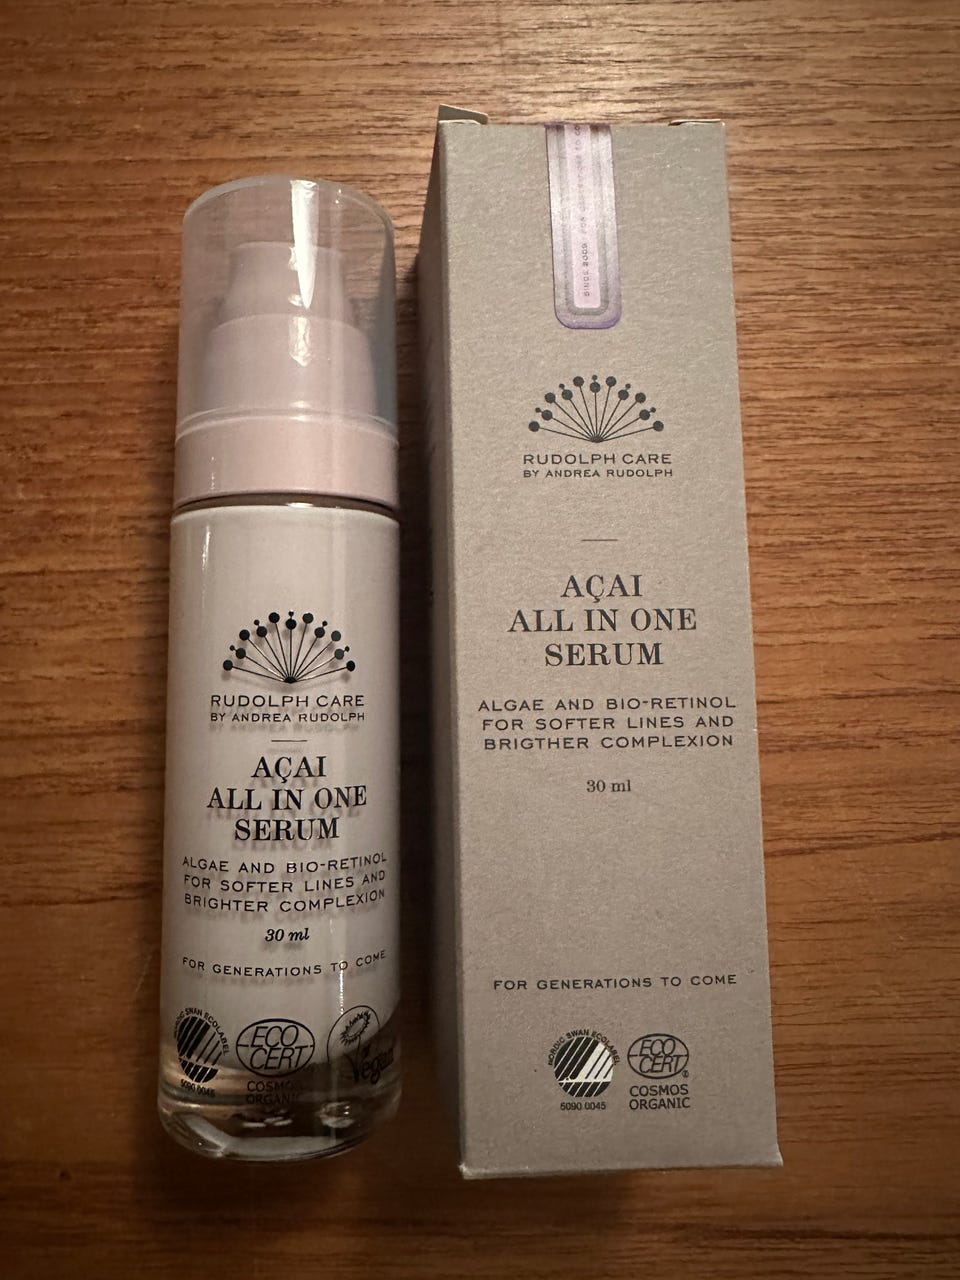 RUDOLPH CARE
BY ANDREA RUDOLPH
AÇAI
ALL IN ONE
SERUM
ALGAE AND BIO-RETINOL
FOR SOFTER LINES AND
BRIGHTER COMPLEXION
30 ml
FOR GENERATIONS TO COME
NORDIC SWAN ECOLABEL
5090 0045
ECO
CERT
COSMOS
ORGANIC
Vegan
SINCE 2009
RUDOLPH CARE
BY ANDREA RUDOLPH
AÇAI
ALL IN ONE
SERUM
ALGAE AND BIO-RETINOL
FOR SOFTER LINES AND
BRIGTHER COMPLEXION
30 ml
FOR GENERATIONS TO COME
NORDIC SWAN ECOLABEL
5090 0045
ECO
CERT
®
COSMOS
ORGANIC